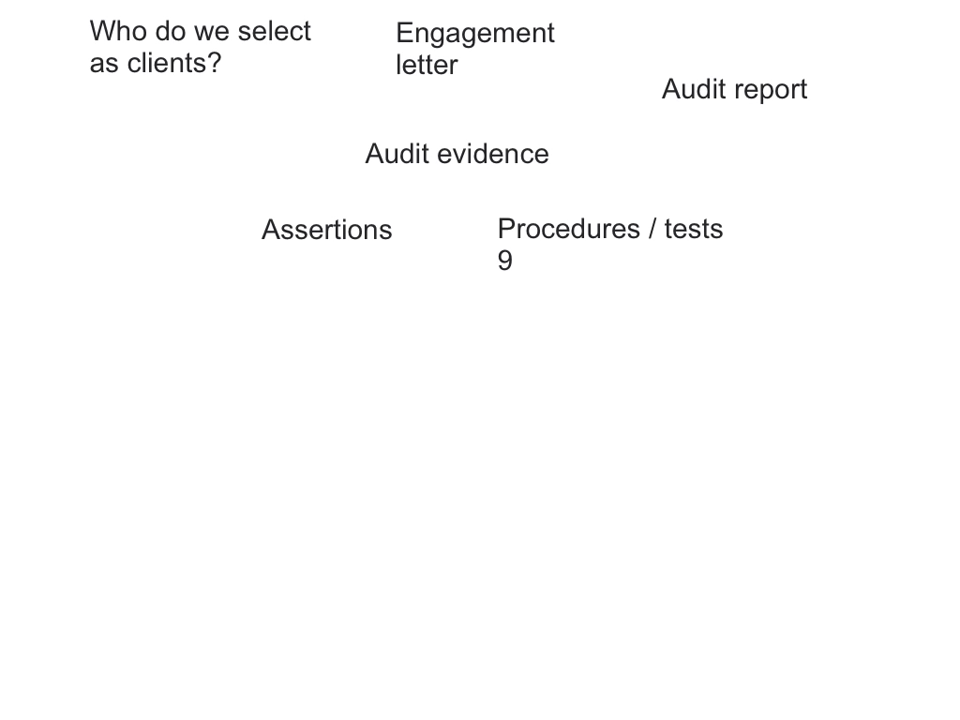 Who do we select
as clients?
Engagement
letter
Audit report
Audit evidence
Assertions
Procedures / tests
9